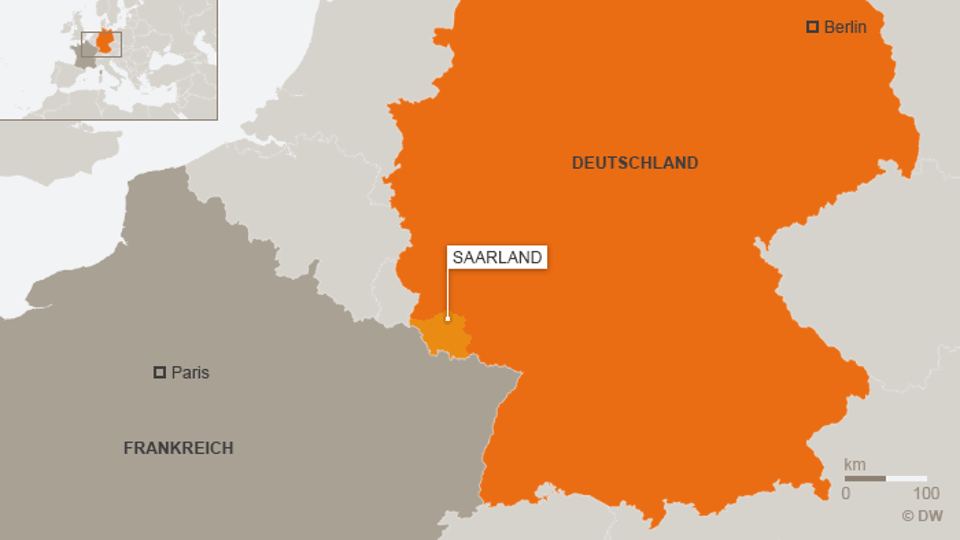 Berlin
DEUTSCHLAND
SAARLAND
Paris
FRANKREICH
km
0 100
© DW